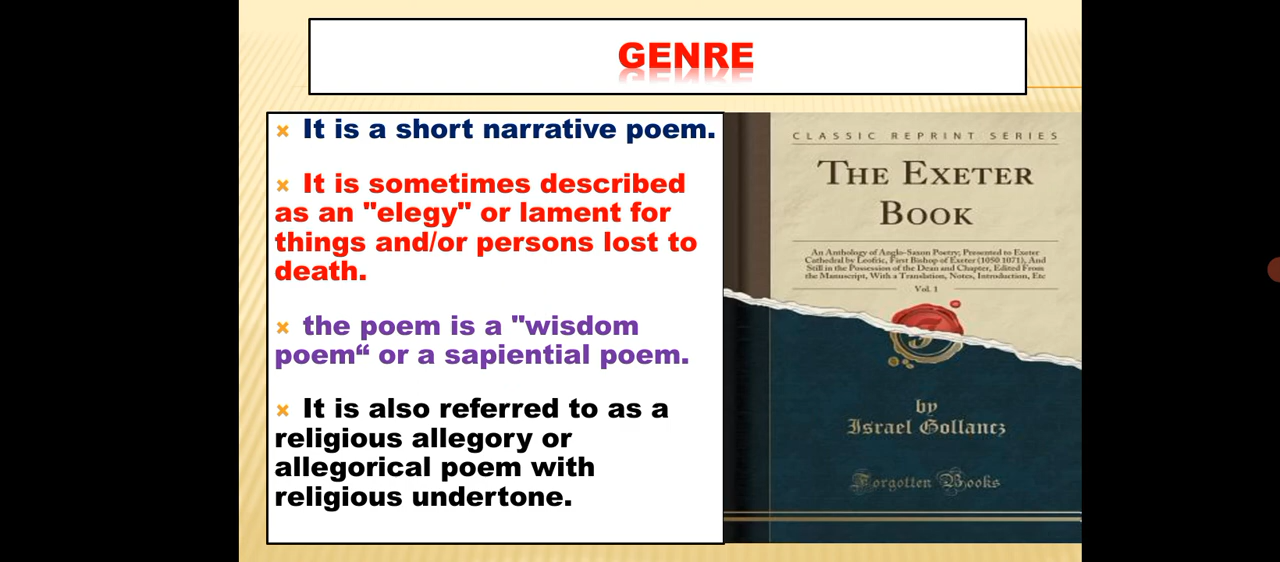 GENRE
It is a short narrative poem.
It is sometimes described
as an "elegy" or lament for
things and/or persons lost to
death.
the poem is a "wisdom
poem“ or a sapiential poem.
It is also referred to as a
religious allegory or
allegorical poem with
religious undertone.
CLASSIC REPRINT SERIES
THE EXETER
BOOK
An Anthology of Anglo-Saxon Poetry; Presented to Exeter
Cathedral by Leofric, First Bishop of Exeter (1050 1071), And
Still in the Possession of the Dean and Chapter, Edited From
the Manuscript, With a Translation, Notes, Introduction, Etc
Vol. 1
by
Israel Gollancz
Forgotten Books